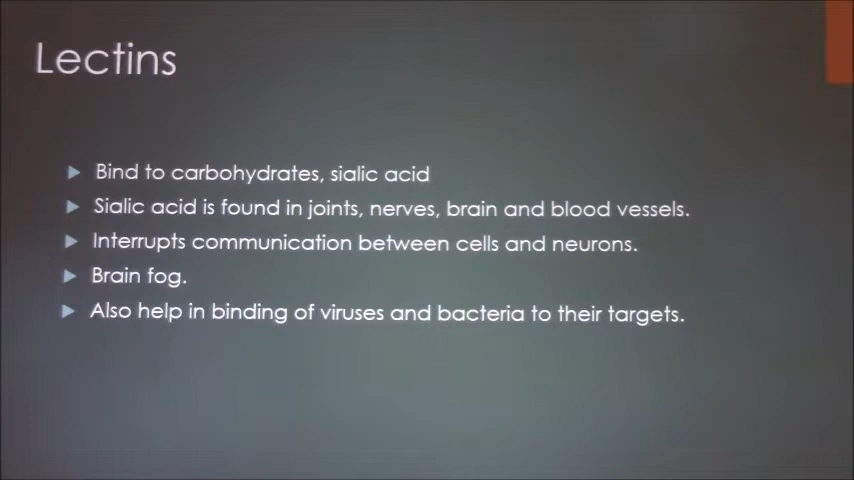 Lectins
Bind to carbohydrates, sialic acid
Sialic acid is found in joints, nerves, brain and blood vessels.
Interrupts communication between cells and neurons.
Brain fog.
Also help in binding of viruses and bacteria to their targets.